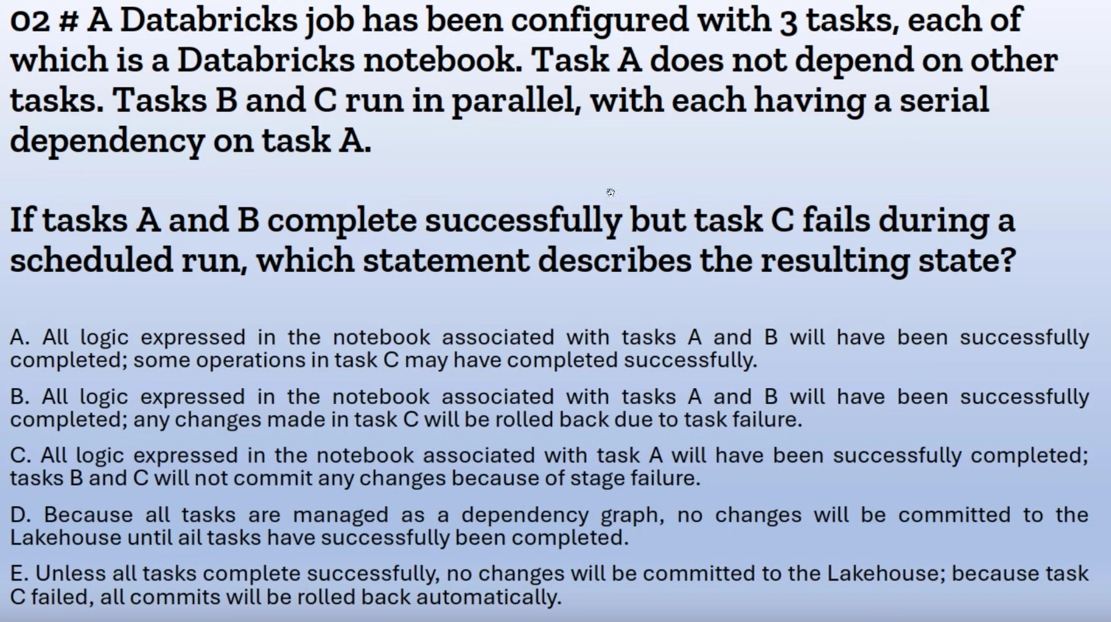 02 # A Databricks job has been configured with 3 tasks, each of
which is a Databricks notebook. Task A does not depend on other
tasks. Tasks B and C run in parallel, with each having a serial
dependency on task A.
If tasks A and B complete successfully but task C fails during a
scheduled run, which statement describes the resulting state?
A. All logic expressed in the notebook associated with tasks A and B will have been successfully
completed; some operations in task C may have completed successfully.
B. All logic expressed in the notebook associated with tasks A and B will have been successfully
completed; any changes made in task C will be rolled back due to task failure.
C. All logic expressed in the notebook associated with task A will have been successfully completed;
tasks B and C will not commit any changes because of stage failure.
D. Because all tasks are managed as a dependency graph, no changes will be committed to the
Lakehouse until ail tasks have successfully been completed.
E. Unless all tasks complete successfully, no changes will be committed to the Lakehouse; because task
C failed, all commits will be rolled back automatically.